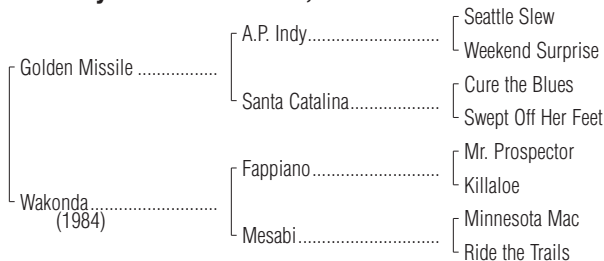 Seattle Slew
A.P. Indy
Weekend Surprise
Golden Missile
Cure the Blues
Santa Catalina
Swept Off Her Feet
Mr. Prospector
Fappiano
Killaloe
Wakonda
(1984)
Minnesota Mac
Mesabi
Ride the Trails